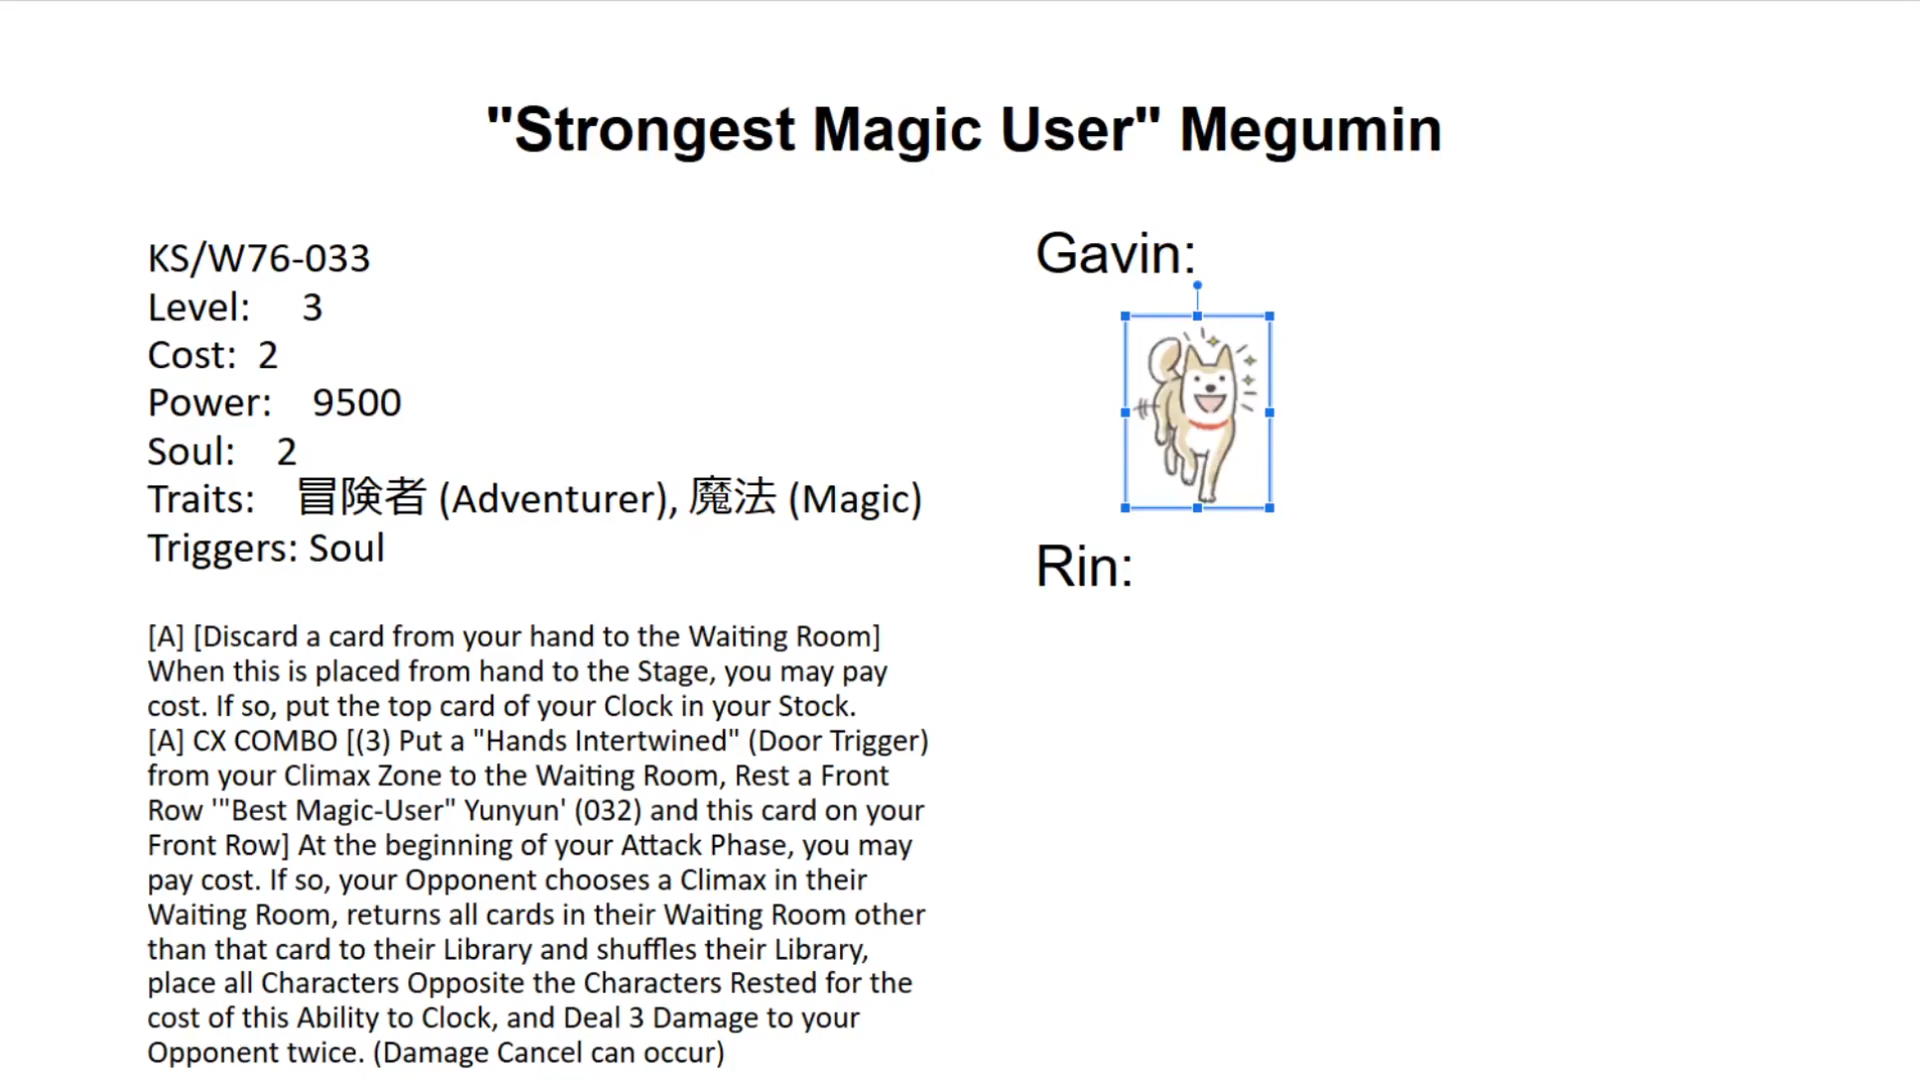 "Strongest Magic User" Megumin
KS/W76-033
Level: 3
Cost: 2
Power: 9500
Soul: 2
Traits: 冒険者 (Adventurer), 魔法 (Magic)
Triggers: Soul
[A] [Discard a card from your hand to the Waiting Room]
When this is placed from hand to the Stage, you may pay
cost. If so, put the top card of your Clock in your Stock.
[A] CX COMBO [(3) Put a "Hands Intertwined" (Door Trigger)
from your Climax Zone to the Waiting Room, Rest a Front
Row '"Best Magic-User" Yunyun' (032) and this card on your
Front Row] At the beginning of your Attack Phase, you may
pay cost. If so, your Opponent chooses a Climax in their
Waiting Room, returns all cards in their Waiting Room other
than that card to their Library and shuffles their Library,
place all Characters Opposite the Characters Rested for the
cost of this Ability to Clock, and Deal 3 Damage to your
Opponent twice. (Damage Cancel can occur)
Gavin:
Rin: